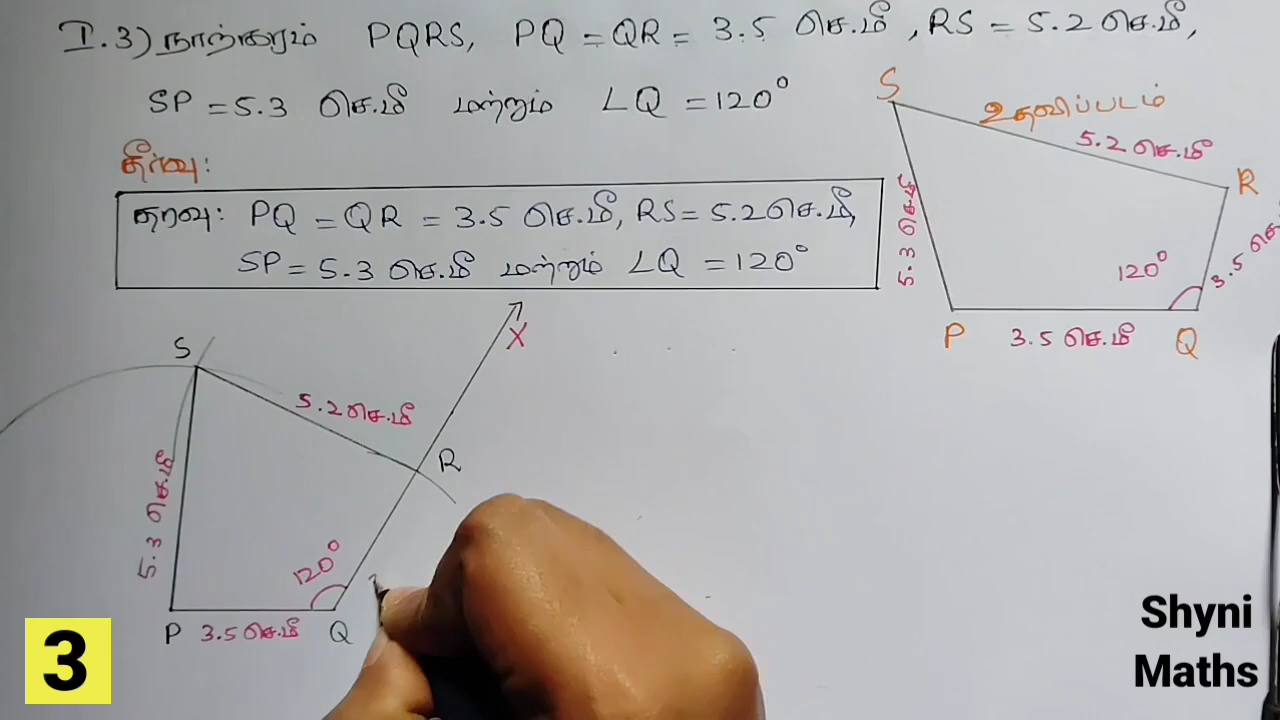 I.3) நாற்கரம் PQRS, PQ = QR = 3.5 செ.மீ, RS = 5.2 செ.மீ,
SP = 5.3 செ.மீ மற்றும் ∠Q = 120°
தீர்வு:
தரவு: PQ = QR = 3.5 செ.மீ, RS = 5.2 செ.மீ,
SP = 5.3 செ.மீ மற்றும் ∠Q = 120°
S
உதவிப்படம்
5.2 செ.மீ
R
5.3 செ.மீ
120°
3.5 செ
P 3.5 செ.மீ Q
X
S
5.2 செ.மீ
R
5.3 செ.மீ
120°
P 3.5 செ.மீ Q
3
Shyni
Maths